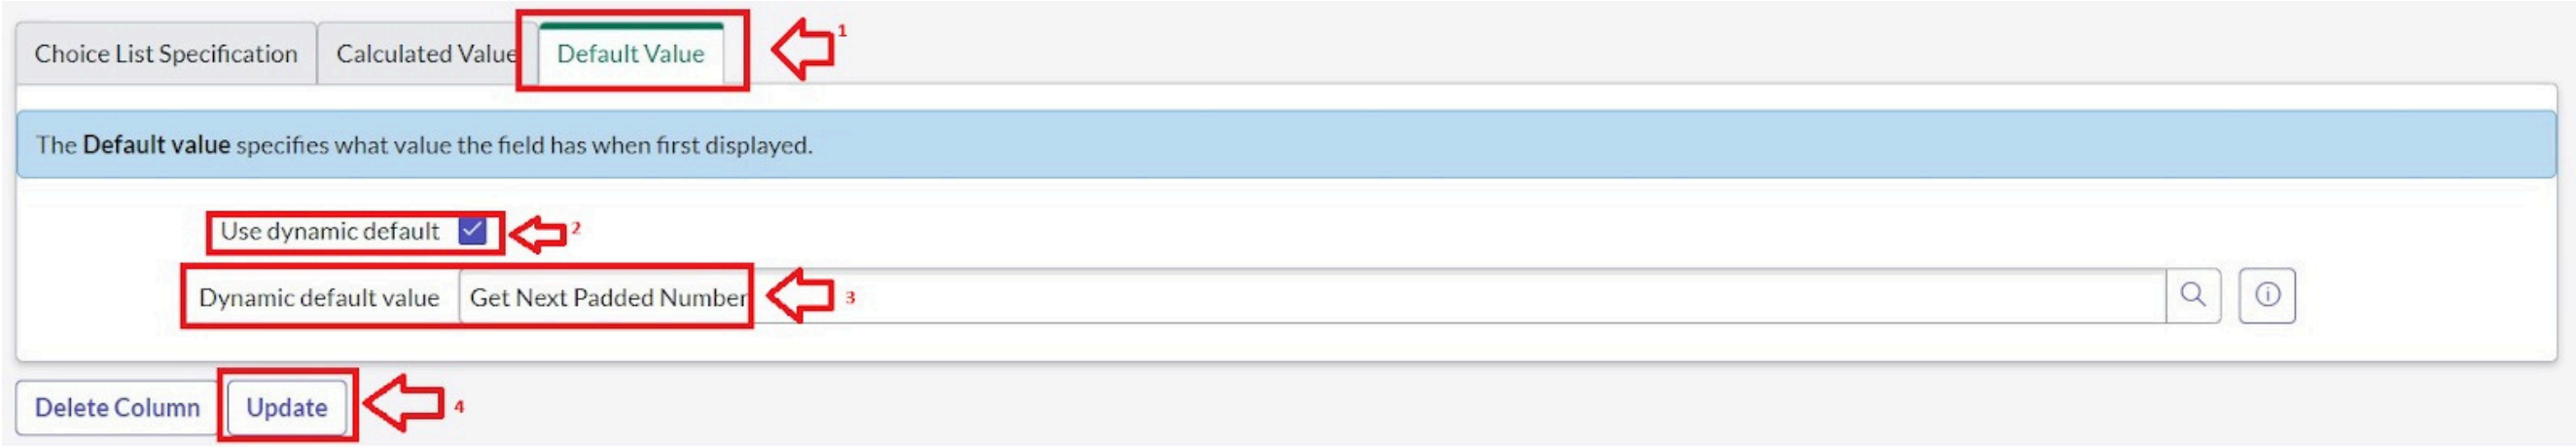 Choice List Specification Calculated Value Default Value 1
The Default value specifies what value the field has when first displayed.
Use dynamic default 2
Dynamic default value Get Next Padded Number 3
Delete Column Update 4